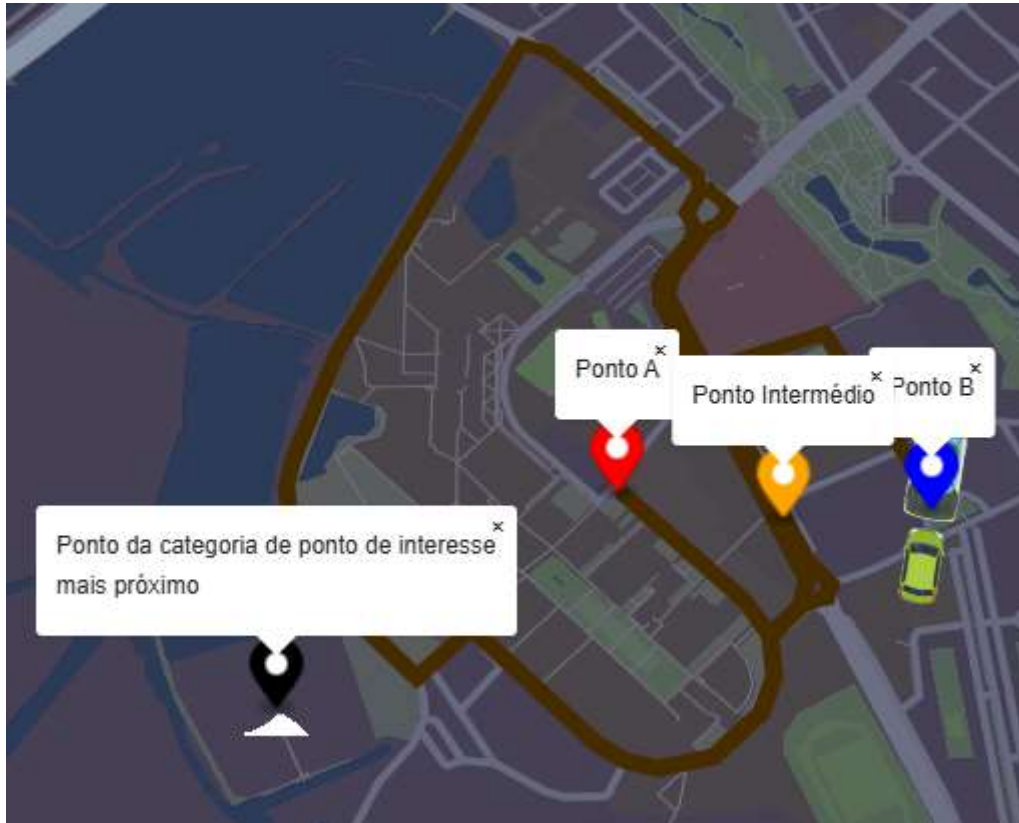 Ponto A
Ponto Intermédio
Ponto B
Ponto da categoria de ponto de interesse
mais próximo